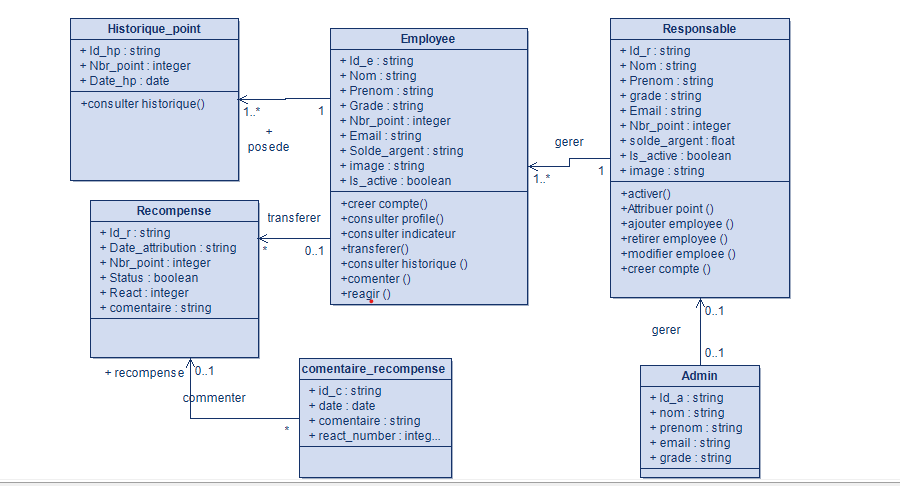 Historique_point
+ Id_hp : string
+ Nbr_point : integer
+ Date_hp : date
+consulter historique()
1..*
1
+
posede
Employee
+ Id_e : string
+ Nom : string
+ Prenom : string
+ Grade : string
+ Nbr_point : integer
+ Email : string
+ Solde_argent : string
+ image : string
+ Is_active : boolean
+creer compte()
+consulter profile()
+consulter indicateur
+transferer()
+consulter historique ()
+comenter ()
+reagir ()
gerer
1..*
1
Responsable
+ Id_r : string
+ Nom : string
+ Prenom : string
+ grade : string
+ Email : string
+ Nbr_point : integer
+ solde_argent : float
+ Is_active : boolean
+ image : string
+activer()
+Attribuer point ()
+ajouter employee ()
+retirer employee ()
+modifier emploee ()
+creer compte ()
Recompense
+ Id_r : string
+ Date_attribution : string
+ Nbr_point : integer
+ Status : boolean
+ React : integer
+ comentaire : string
transferer
*
0..1
+ recompense
0..1
commenter
*
comentaire_recompense
+ id_c : string
+ date : date
+ comentaire : string
+ react_number : integ...
0..1
gerer
0..1
Admin
+ Id_a : string
+ nom : string
+ prenom : string
+ email : string
+ grade : string